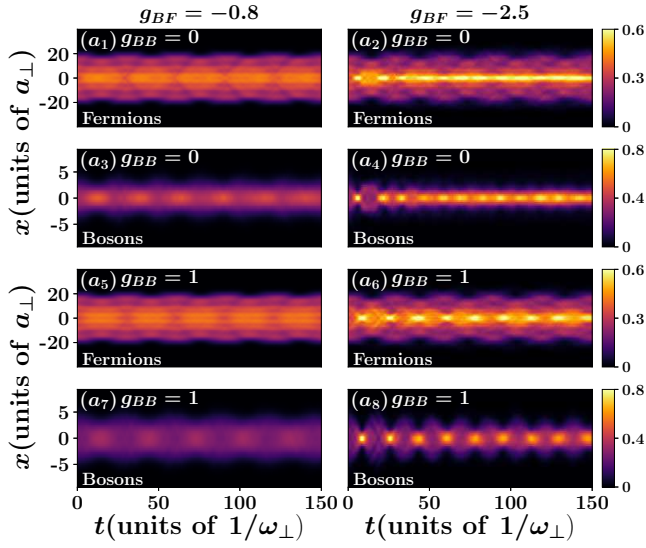 g_BF = −0.8
g_BF = −2.5
(a₁) g_BB = 0
Fermions
20
0
-20
(a₂) g_BB = 0
0.6
0.3
0
(a₃) g_BB = 0
Bosons
5
0
-5
(a₄) g_BB = 0
0.8
0.4
0
x(units of a_⊥)
(a₅) g_BB = 1
Fermions
20
0
-20
(a₆) g_BB = 1
0.6
0.3
0
(a₇) g_BB = 1
Bosons
5
0
-5
(a₈) g_BB = 1
0.8
0.4
0
x(units of a_⊥)
0 50 100 150
0 50 100 150
t(units of 1/ω_⊥)
t(units of 1/ω_⊥)